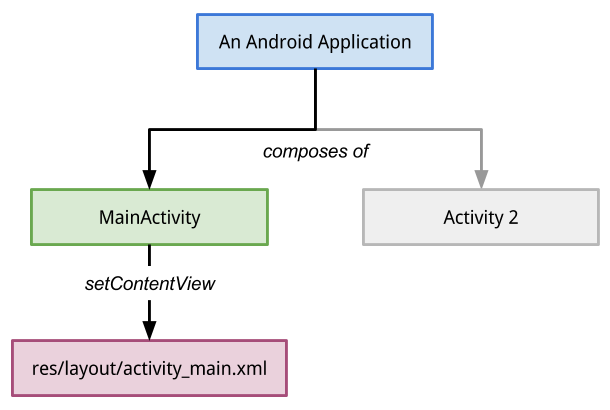 An Android Application
composes of
MainActivity
Activity 2
setContentView
res/layout/activity_main.xml